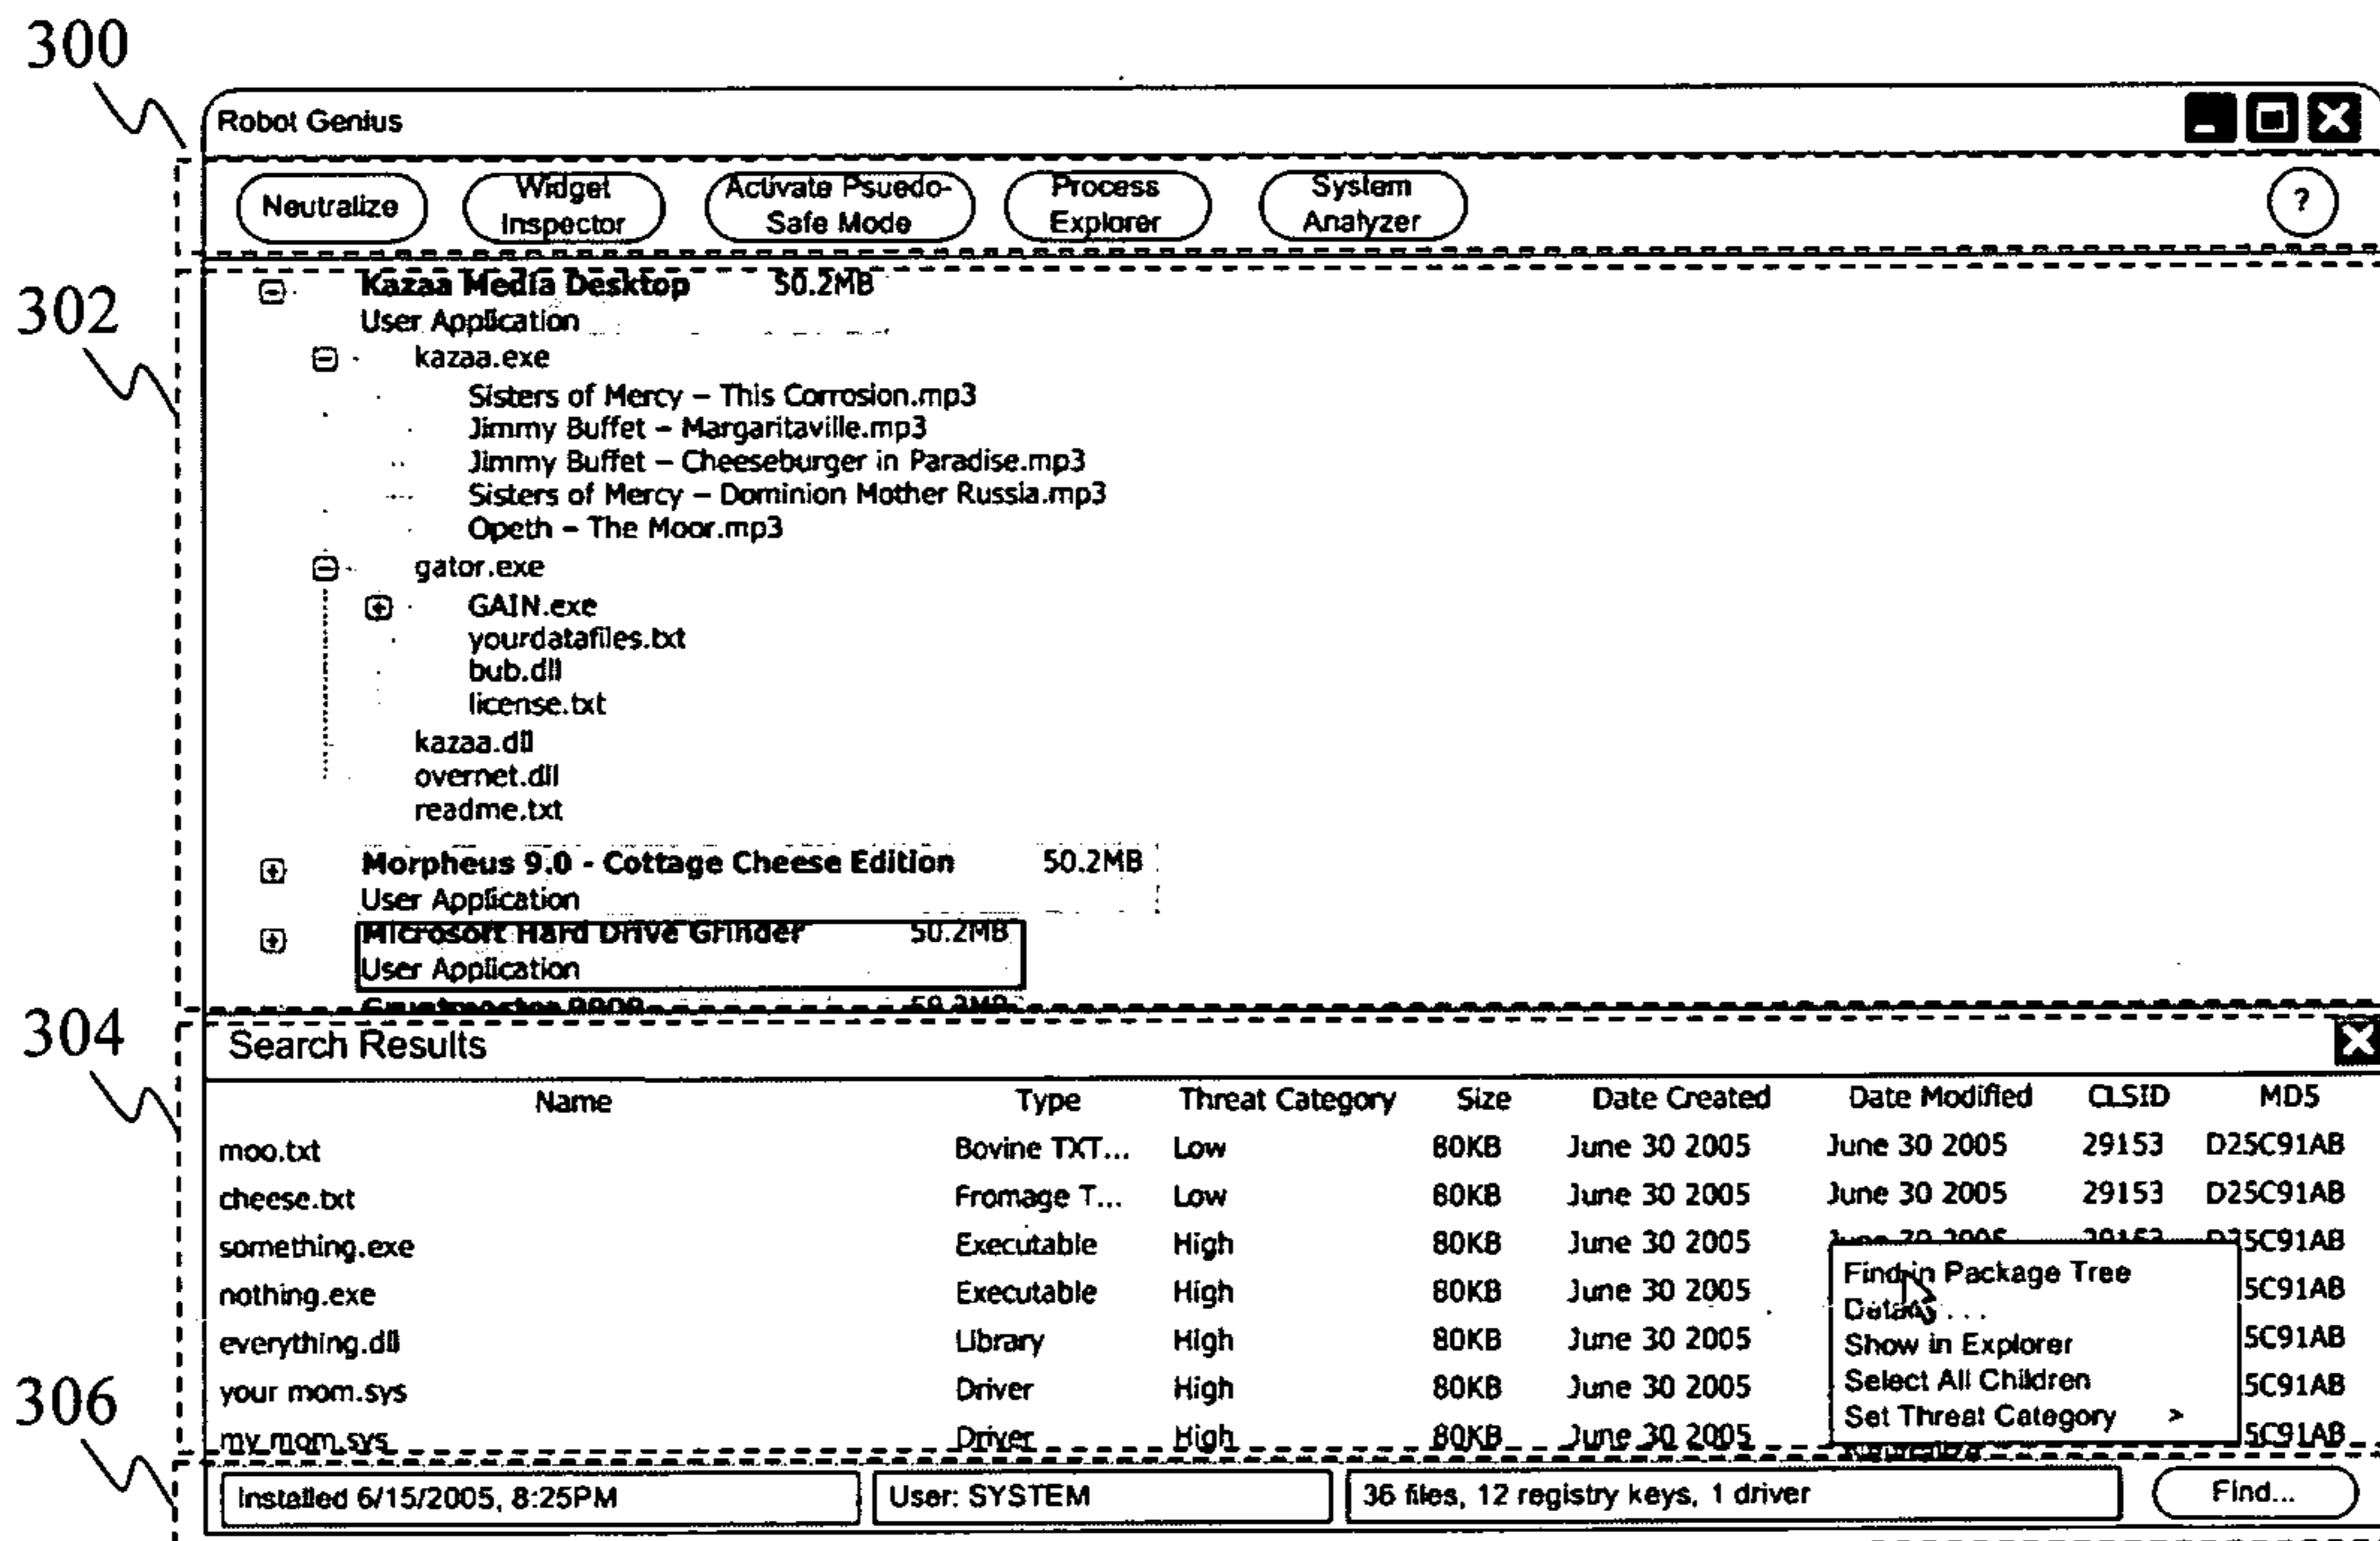 300
Robot Genius
Neutralize
Widget Inspector
Activate Psuedo-Safe Mode
Process Explorer
System Analyzer
?
302
Kazaa Media Desktop 50.2MB
User Application
kazaa.exe
Sisters of Mercy – This Corrosion.mp3
Jimmy Buffet – Margaritaville.mp3
Jimmy Buffet – Cheeseburger in Paradise.mp3
Sisters of Mercy – Dominion Mother Russia.mp3
Opeth – The Moor.mp3
gator.exe
GAIN.exe
yourdatafiles.txt
bub.dll
license.txt
kazaa.dll
overnet.dll
readme.txt
Morpheus 9.0 - Cottage Cheese Edition 50.2MB
User Application
Microsoft Hard Drive Grinder 50.2MB
User Application
304
Search Results
Name Type Threat Category Size Date Created Date Modified CLSID MD5
moo.txt Bovine TXT... Low 80KB June 30 2005 June 30 2005 29153 D25C91AB
cheese.txt Fromage T... Low 80KB June 30 2005 June 30 2005 29153 D25C91AB
something.exe Executable High 80KB June 30 2005 5C91AB
nothing.exe Executable High 80KB June 30 2005 5C91AB
everything.dll Library High 80KB June 30 2005 5C91AB
your mom.sys Driver High 80KB June 30 2005 5C91AB
my mom.sys Driver High 80KB June 30 2005 5C91AB
Find in Package Tree
Details ...
Show in Explorer
Select All Children
Set Threat Category >
306
Installed 6/15/2005, 8:25PM
User: SYSTEM
36 files, 12 registry keys, 1 driver
Find...